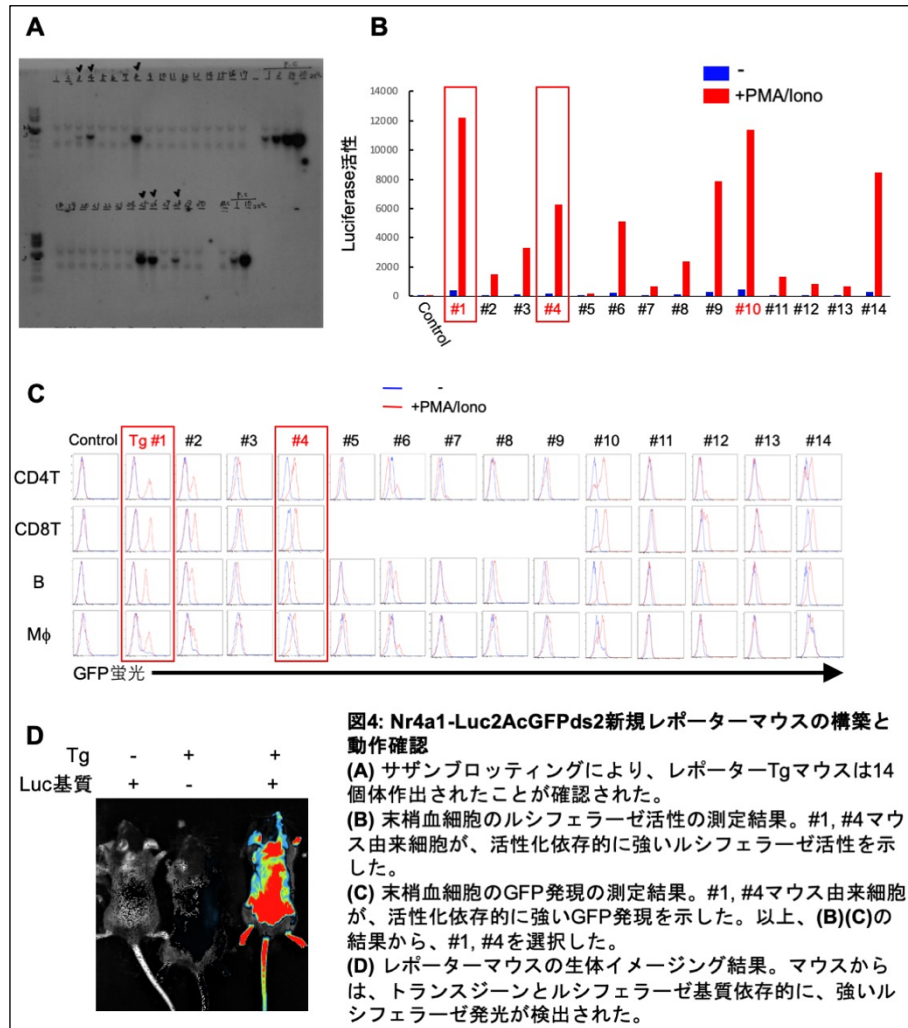 A
B
-
+PMA/Iono
Luciferase活性
14000
12000
10000
8000
6000
4000
2000
0
Control #1 #2 #3 #4 #5 #6 #7 #8 #9 #10 #11 #12 #13 #14
C
-
+PMA/Iono
Control Tg #1 #2 #3 #4 #5 #6 #7 #8 #9 #10 #11 #12 #13 #14
CD4T
CD8T
B
Mϕ
GFP蛍光
D
Tg - + +
Luc基質 + - +
図4: Nr4a1-Luc2AcGFPds2新規レポーターマウスの構築と
動作確認
(A) サザンブロッティングにより、レポーターTgマウスは14
個体作出されたことが確認された。
(B) 末梢血細胞のルシフェラーゼ活性の測定結果。#1, #4マウ
ス由来細胞が、活性化依存的に強いルシフェラーゼ活性を示
した。
(C) 末梢血細胞のGFP発現の測定結果。#1, #4マウス由来細胞
が、活性化依存的に強いGFP発現を示した。以上、(B)(C)の
結果から、#1, #4を選択した。
(D) レポーターマウスの生体イメージング結果。マウスから
は、トランスジーンとルシフェラーゼ基質依存的に、強いル
シフェラーゼ発光が検出された。